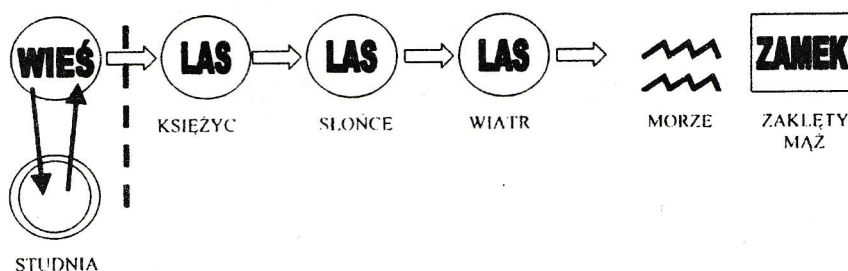 WIEŚ
LAS
LAS
LAS
ZAMEK
KSIĘŻYC
SŁOŃCE
WIATR
MORZE
ZAKLĘTY
MĄŻ
STUDNIA